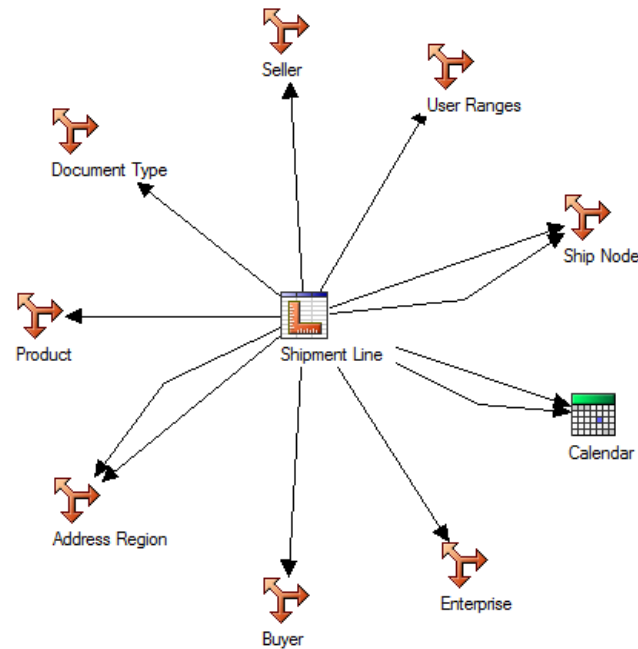 Seller
User Ranges
Document Type
Ship Node
Product
Shipment Line
Calendar
Address Region
Enterprise
Buyer